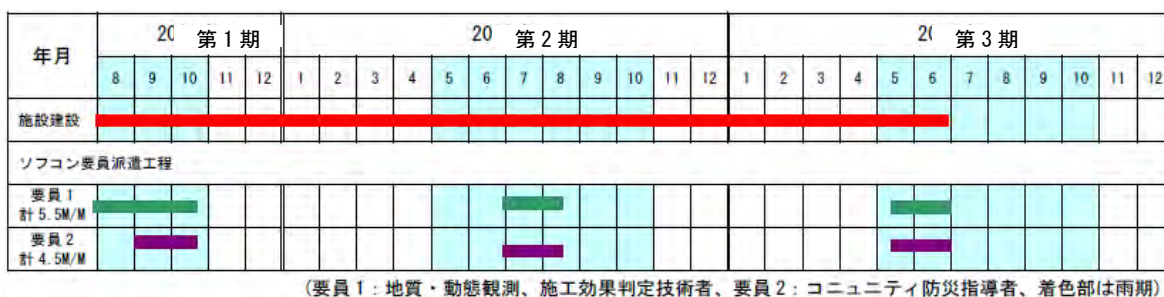 年月 20 第1期 20 第2期 20 第3期
8 9 10 11 12 1 2 3 4 5 6 7 8 9 10 11 12 1 2 3 4 5 6 7 8 9 10 11 12
施設建設
ソフコン要員派遣工程
要員1
計5.5M/M
要員2
計4.5M/M
(要員1:地質・動態観測、施工効果判定技術者、要員2:コニュニティ防災指導者、着色部は雨期)